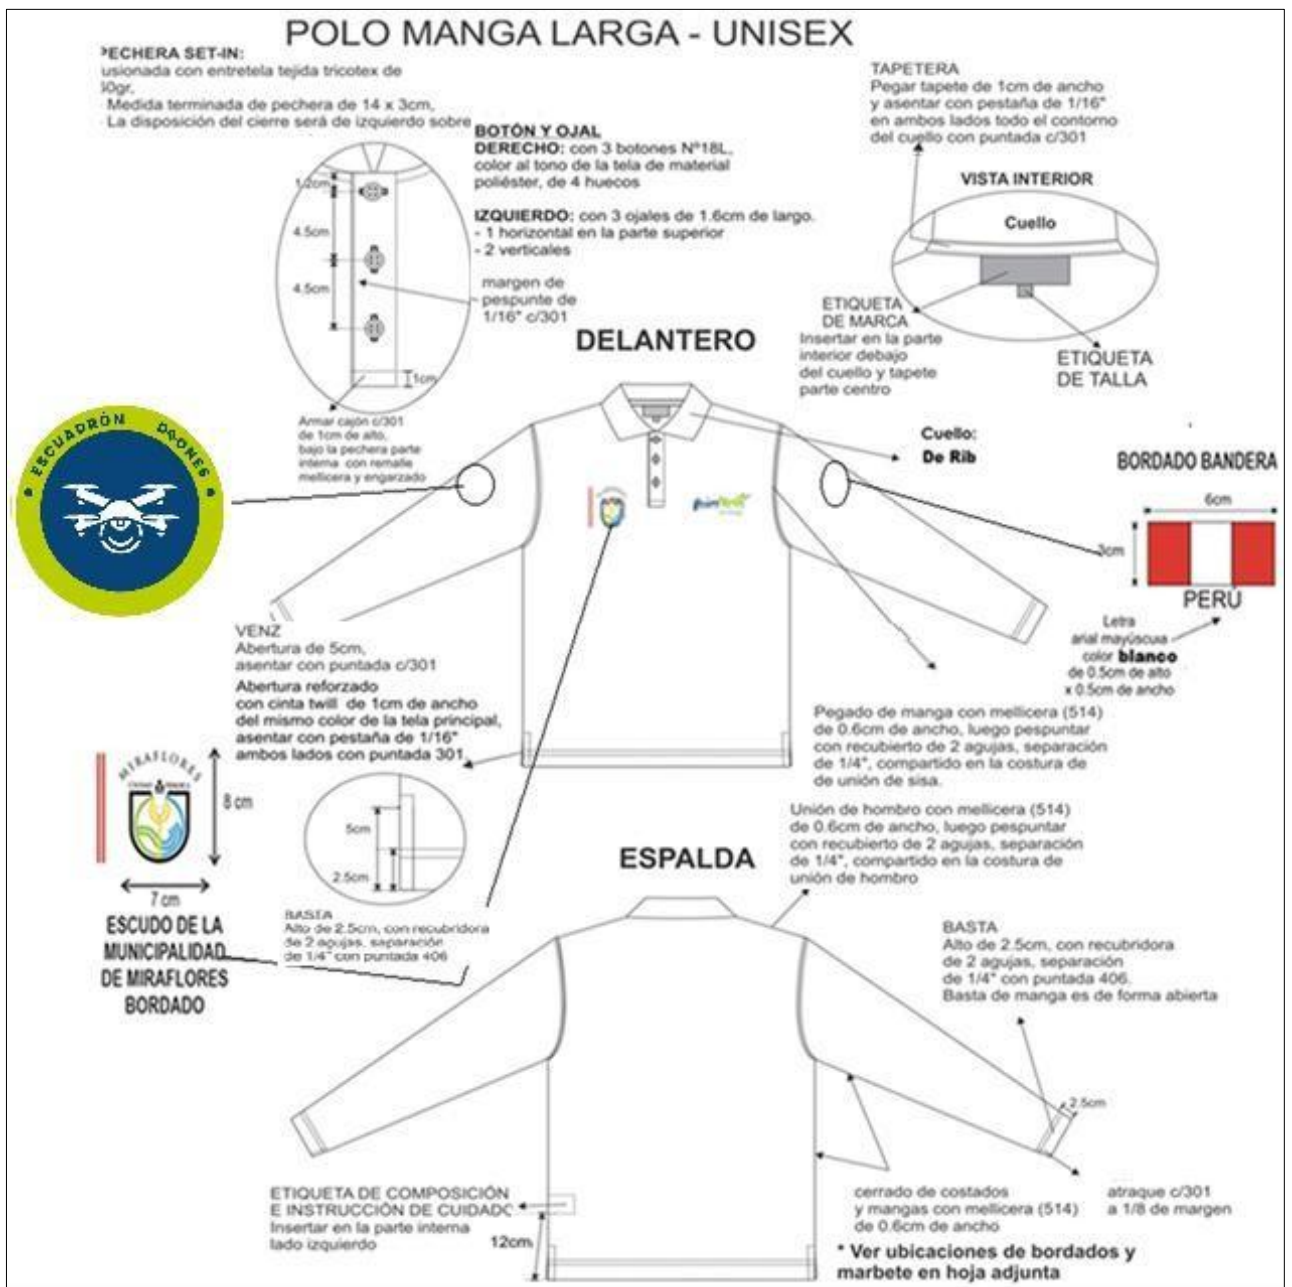 POLO MANGA LARGA - UNISEX
PECHERA SET-IN:
usionada con entretela tejida tricotex de
30gr,
Medida terminada de pechera de 14 x 3cm,
La disposición del cierre será de izquierdo sobre
BOTÓN Y OJAL
DERECHO: con 3 botones Nº18L,
color al tono de la tela de material
poliéster, de 4 huecos
IZQUIERDO: con 3 ojales de 1.6cm de largo.
- 1 horizontal en la parte superior
- 2 verticales
margen de
pespunte de
1/16" c/301
1.2cm
4.5cm
4.5cm
1cm
Armar cajón c/301
de 1cm de alto,
bajo la pechera parte
interna con remalle
mellicera y engarzado
TAPETERA
Pegar tapete de 1cm de ancho
y asentar con pestaña de 1/16"
en ambos lados todo el contorno
del cuello con puntada c/301
VISTA INTERIOR
Cuello
ETIQUETA
DE MARCA
Insertar en la parte
interior debajo
del cuello y tapete
parte centro
ETIQUETA
DE TALLA
DELANTERO
Cuello:
De Rib
ESCUADRÓN DRONES
BORDADO BANDERA
6cm
3cm
PERÚ
Letra
arial mayúscula
color blanco
de 0.5cm de alto
x 0.5cm de ancho
VENZ
Abertura de 5cm,
asentar con puntada c/301
Abertura reforzado
con cinta twill de 1cm de ancho
del mismo color de la tela principal,
asentar con pestaña de 1/16"
ambos lados con puntada 301,
Pegado de manga con mellicera (514)
de 0.6cm de ancho, luego pespuntar
con recubierto de 2 agujas, separación
de 1/4", compartido en la costura de
de unión de sisa.
MIRAFLORES
8 cm
7 cm
ESCUDO DE LA
MUNICIPALIDAD
DE MIRAFLORES
BORDADO
5cm
2.5cm
BASTA
Alto de 2.5cm, con recubridora
de 2 agujas, separación
de 1/4" con puntada 406
Unión de hombro con mellicera (514)
de 0.6cm de ancho, luego pespuntar
con recubierto de 2 agujas, separación
de 1/4", compartido en la costura de
unión de hombro
ESPALDA
BASTA
Alto de 2.5cm, con recubridora
de 2 agujas, separación
de 1/4" con puntada 406.
Basta de manga es de forma abierta
2.5cm
ETIQUETA DE COMPOSICIÓN
E INSTRUCCIÓN DE CUIDADO
Insertar en la parte interna
lado izquierdo
12cm
cerrado de costados
y mangas con mellicera (514)
de 0.6cm de ancho
atraque c/301
a 1/8 de margen
* Ver ubicaciones de bordados y
marbete en hoja adjunta